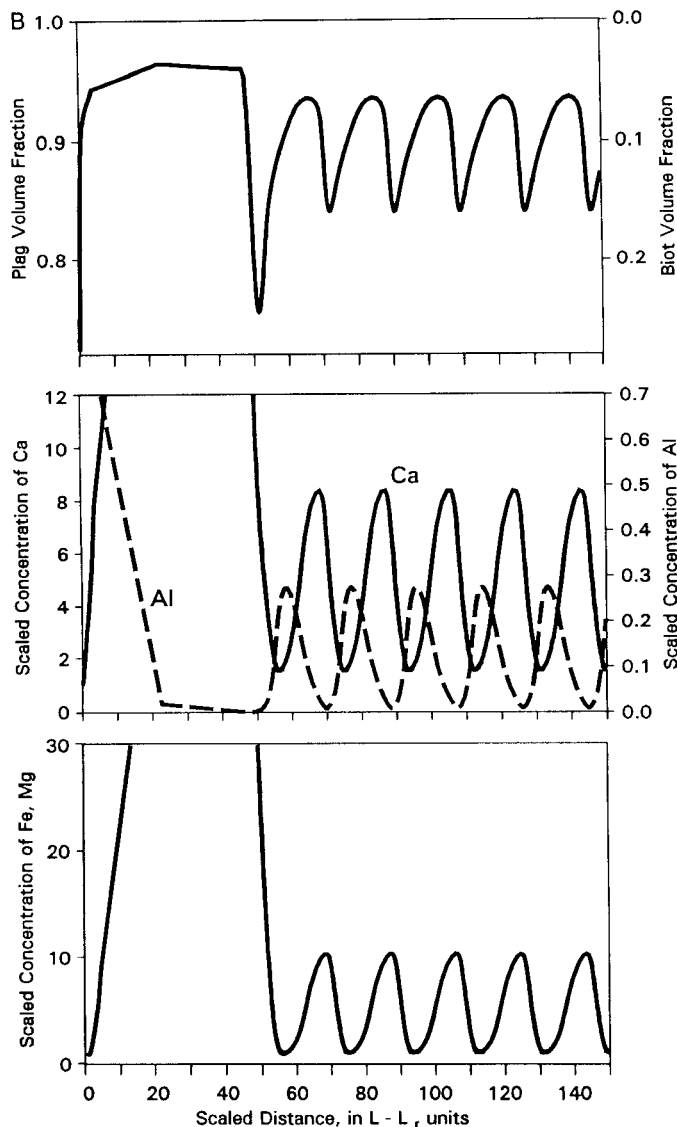 B
1.0
0.9
0.8
Plag Volume Fraction
0.0
0.1
0.2
Biot Volume Fraction
12
10
8
6
4
2
0
Scaled Concentration of Ca
Al
Ca
0.7
0.6
0.5
0.4
0.3
0.2
0.1
0.0
Scaled Concentration of Al
30
20
10
0
Scaled Concentration of Fe, Mg
0 20 40 60 80 100 120 140
Scaled Distance, in L - L r units